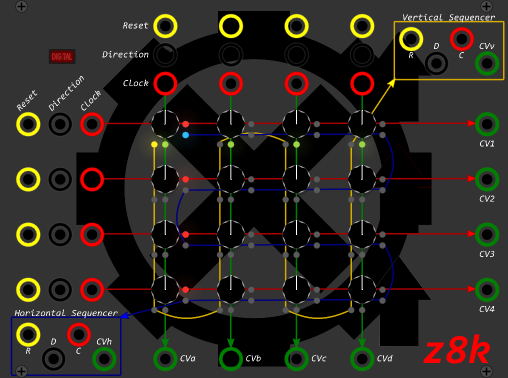 Reset
Direction
Clock
Vertical Sequencer
R D C CVv
DIGITAL
Reset Direction Clock
CV1
CV2
CV3
CV4
Horizontal Sequencer
R D C CVh
CVa CVb CVc CVd
z8k